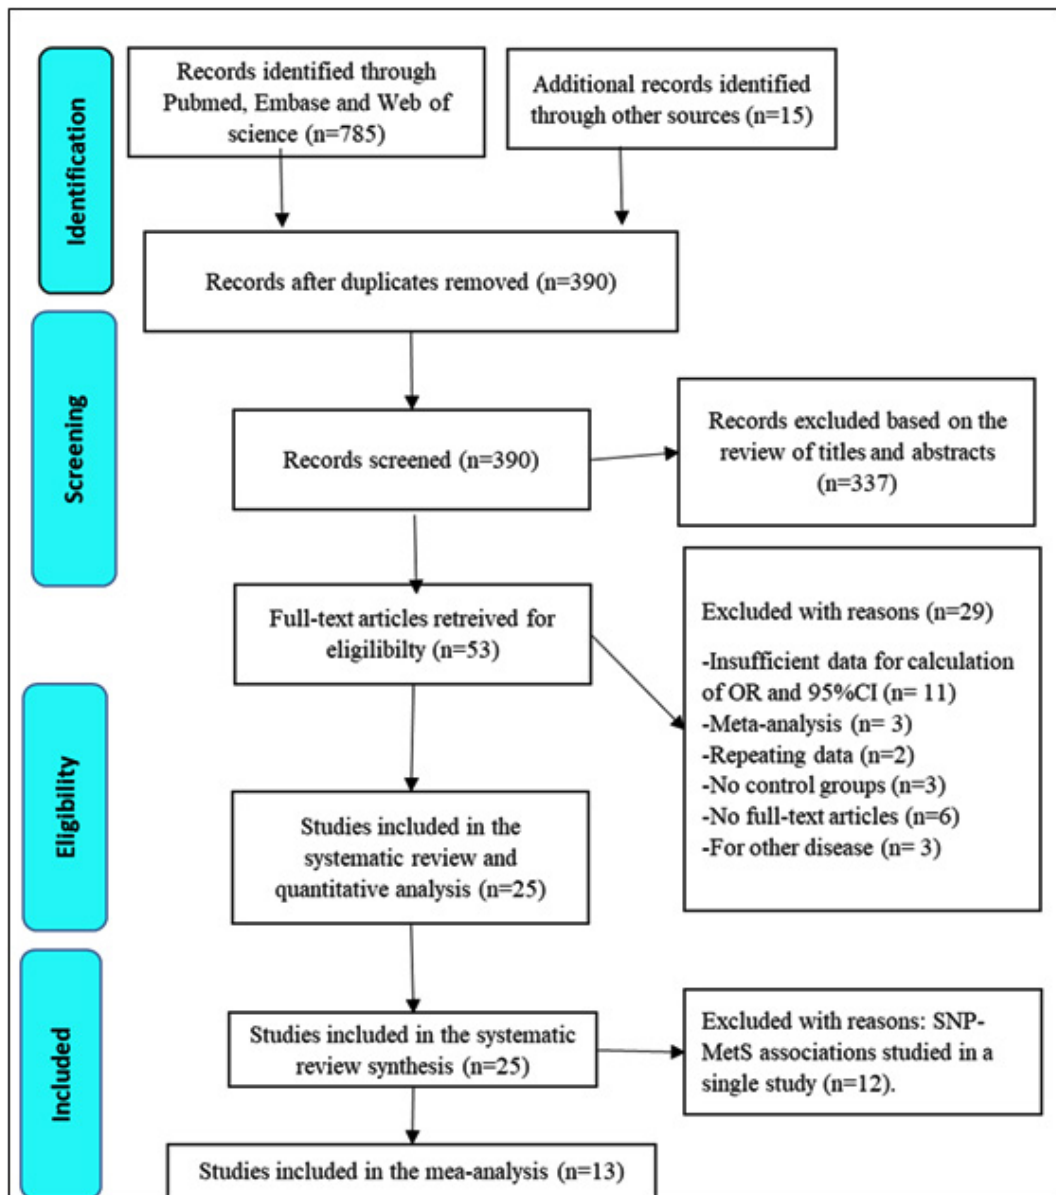 Identification
Records identified through
Pubmed, Embase and Web of
science (n=785)
Additional records identified
through other sources (n=15)
Records after duplicates removed (n=390)
Screening
Records screened (n=390)
Records excluded based on the
review of titles and abstracts
(n=337)
Full-text articles retreived for
eligilibilty (n=53)
Excluded with reasons (n=29)
-Insufficient data for calculation
of OR and 95%CI (n= 11)
-Meta-analysis (n= 3)
-Repeating data (n=2)
-No control groups (n=3)
-No full-text articles (n=6)
-For other disease (n= 3)
Eligibility
Studies included in the
systematic review and
quantitative analysis (n=25)
Included
Studies included in the systematic
review synthesis (n=25)
Excluded with reasons: SNP-
MetS associations studied in a
single study (n=12).
Studies included in the mea-analysis (n=13)